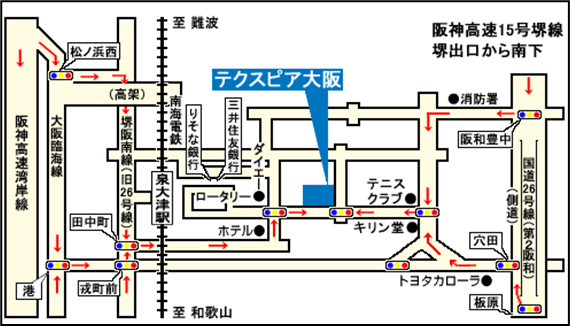 至 難波
阪神高速15号堺線
堺出口から南下
松ノ浜西
テクスピア大阪
(高架)
南海電鉄
りそな銀行
三井住友銀行
ダイエー
消防署
阪和豊中
阪神高速湾岸線
大阪臨海線
堺阪南線(旧26号線)
泉大津駅
ロータリー
テニス
クラブ
国道26号線(第2阪和)
(側道)
田中町
ホテル
キリン堂
穴田
トヨタカローラ
港
戎町前
板原
至 和歌山